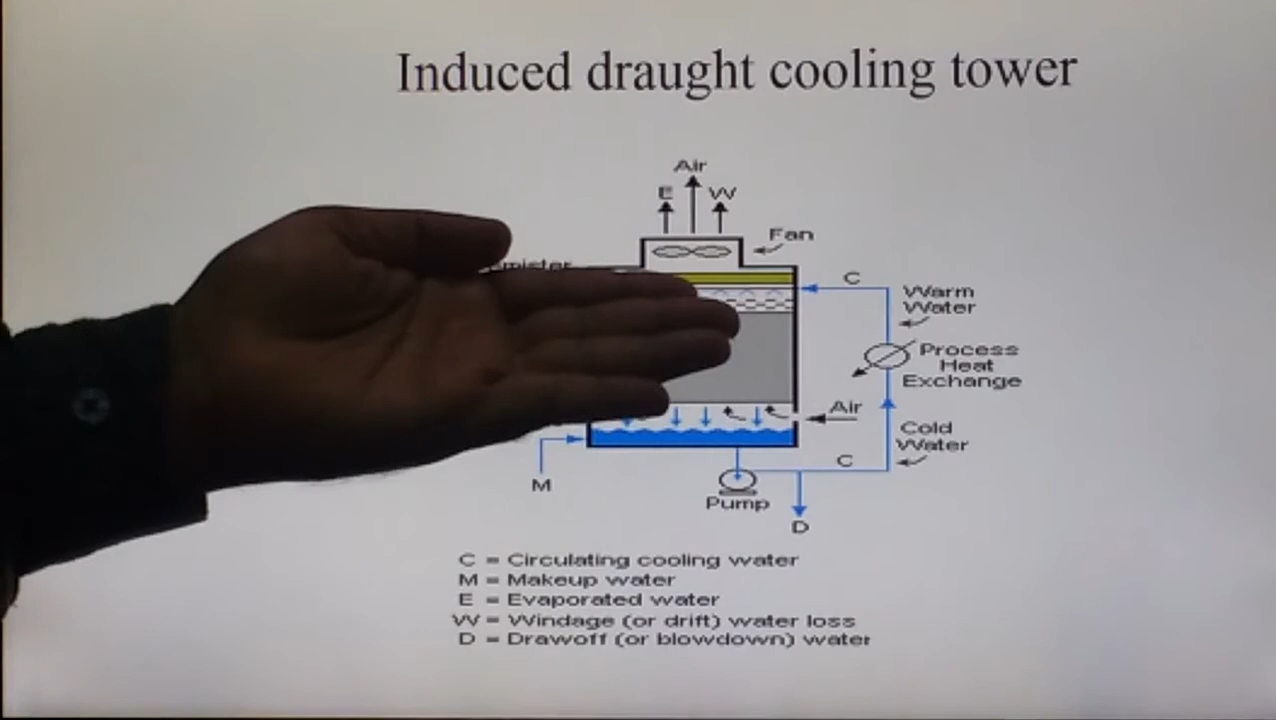 Induced draught cooling tower
Air
E W
Fan
C
Warm
Water
Process
Heat
Exchange
Air
Cold
Water
C
M
Pump
D
C = Circulating cooling water
M = Makeup water
E = Evaporated water
W = Windage (or drift) water loss
D = Drawoff (or blowdown) water